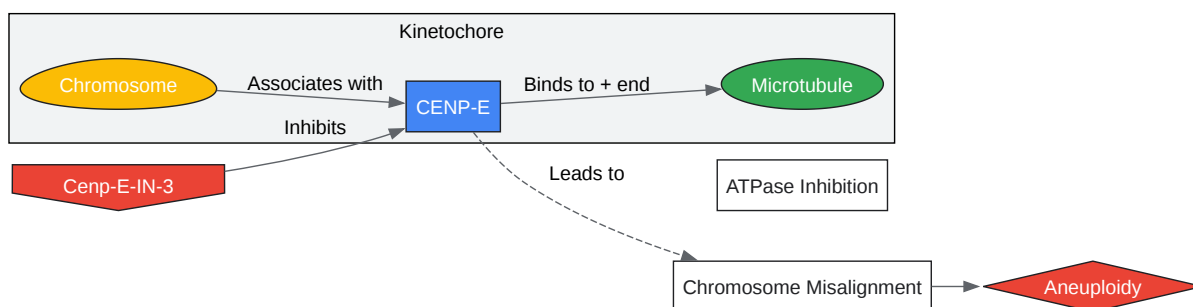 Kinetochore
Chromosome
Associates with
CENP-E
Binds to + end
Microtubule
Inhibits
Cenp-E-IN-3
Leads to
ATPase Inhibition
Chromosome Misalignment
Aneuploidy